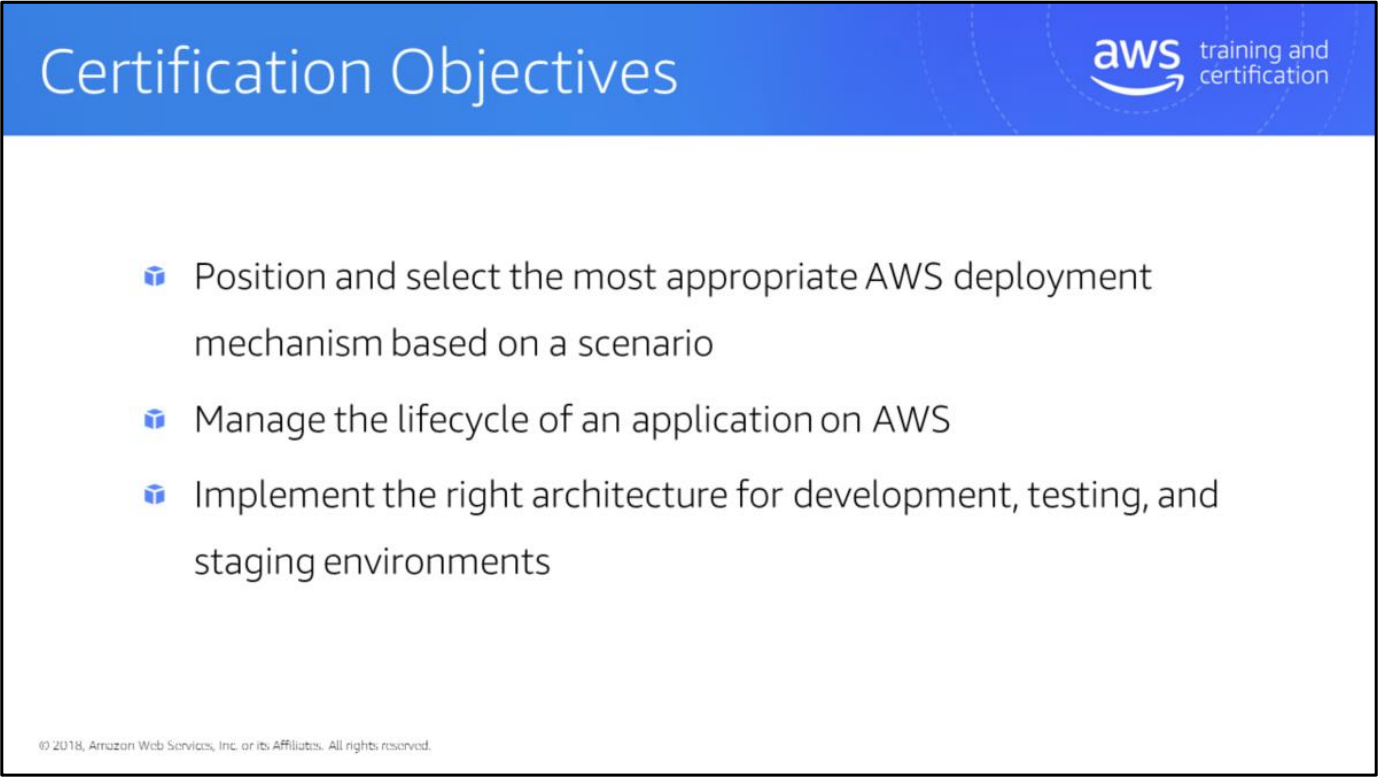 Certification Objectives
aws training and
certification
Position and select the most appropriate AWS deployment
mechanism based on a scenario
Manage the lifecycle of an application on AWS
Implement the right architecture for development, testing, and
staging environments
© 2018, Amazon Web Services, Inc. or its Affiliates. All rights reserved.